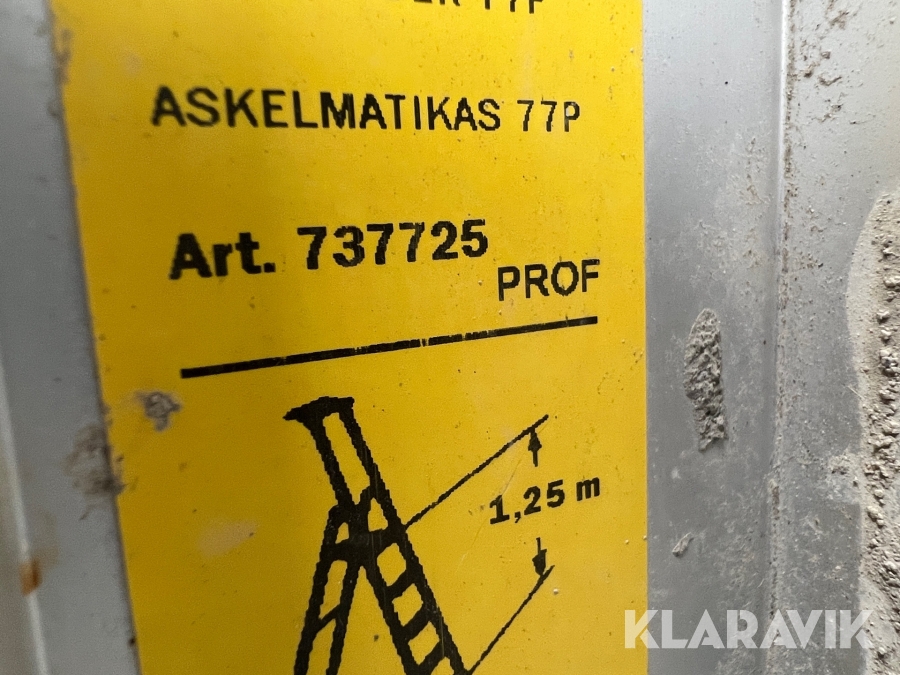 ASKELMATIKAS 77P
Art. 737725
PROF
1,25 m
KLARAVIK